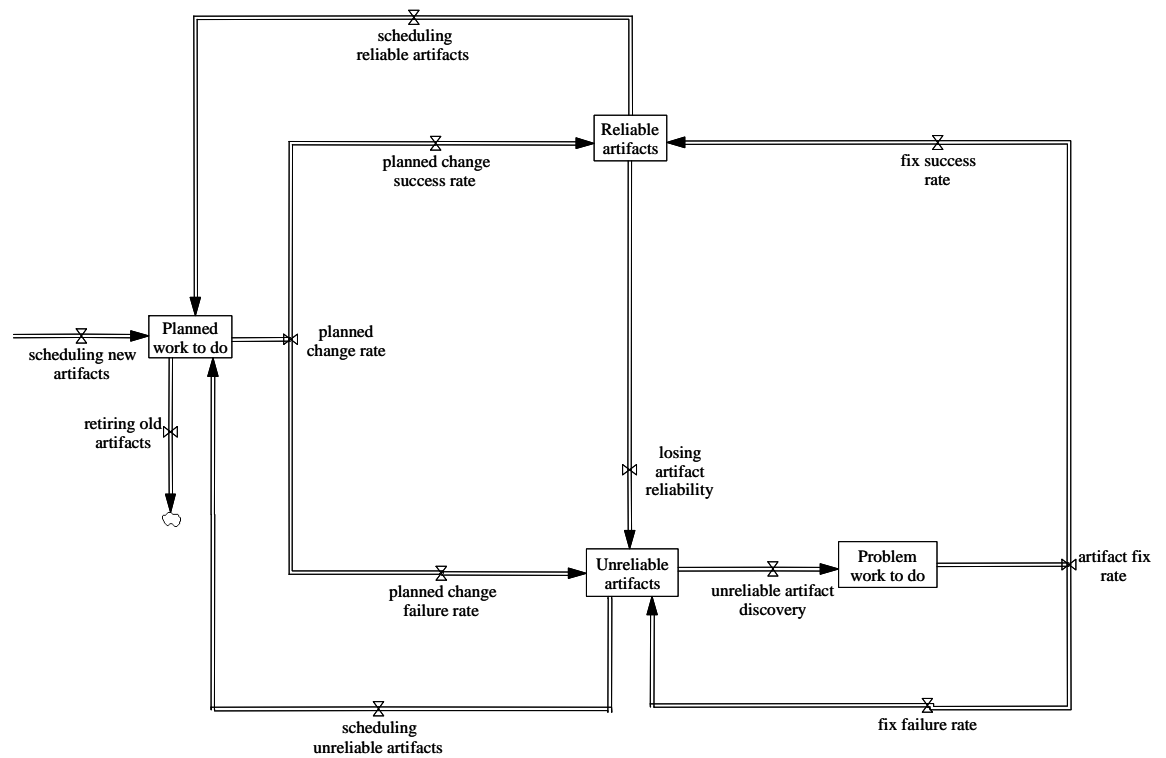 scheduling
reliable artifacts
Reliable
artifacts
planned change
success rate
fix success
rate
Planned
work to do
planned
change rate
scheduling new
artifacts
retiring old
artifacts
losing
artifact
reliability
Unreliable
artifacts
Problem
work to do
artifact fix
rate
planned change
failure rate
unreliable artifact
discovery
scheduling
unreliable artifacts
fix failure rate